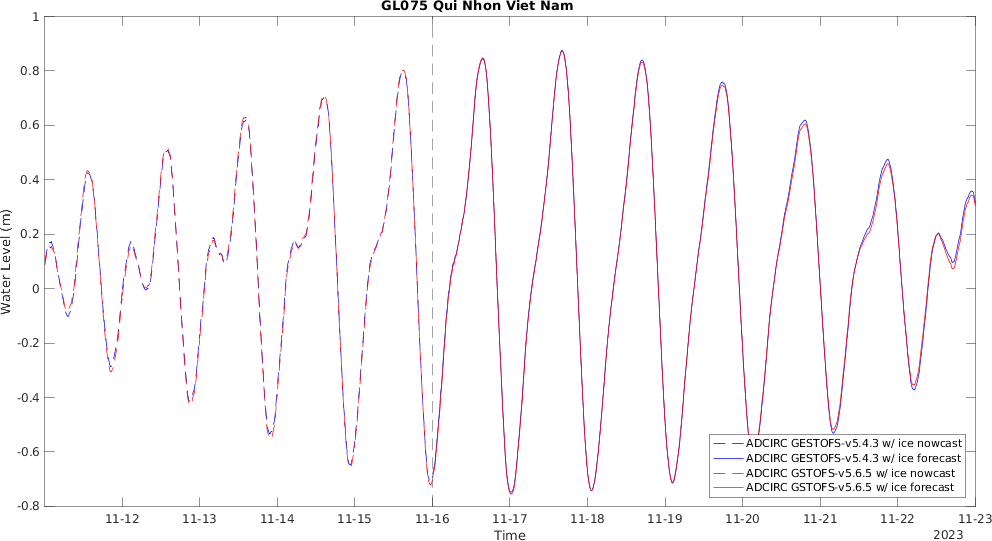 GL075 Qui Nhon Viet Nam
1
0.8
0.6
0.4
0.2
0
-0.2
-0.4
-0.6
-0.8
Water Level (m)
ADCIRC GESTOFS-v5.4.3 w/ ice nowcast
ADCIRC GESTOFS-v5.4.3 w/ ice forecast
ADCIRC GSTOFS-v5.6.5 w/ ice nowcast
ADCIRC GSTOFS-v5.6.5 w/ ice forecast
11-12 11-13 11-14 11-15 11-16 11-17 11-18 11-19 11-20 11-21 11-22 11-23
Time
2023